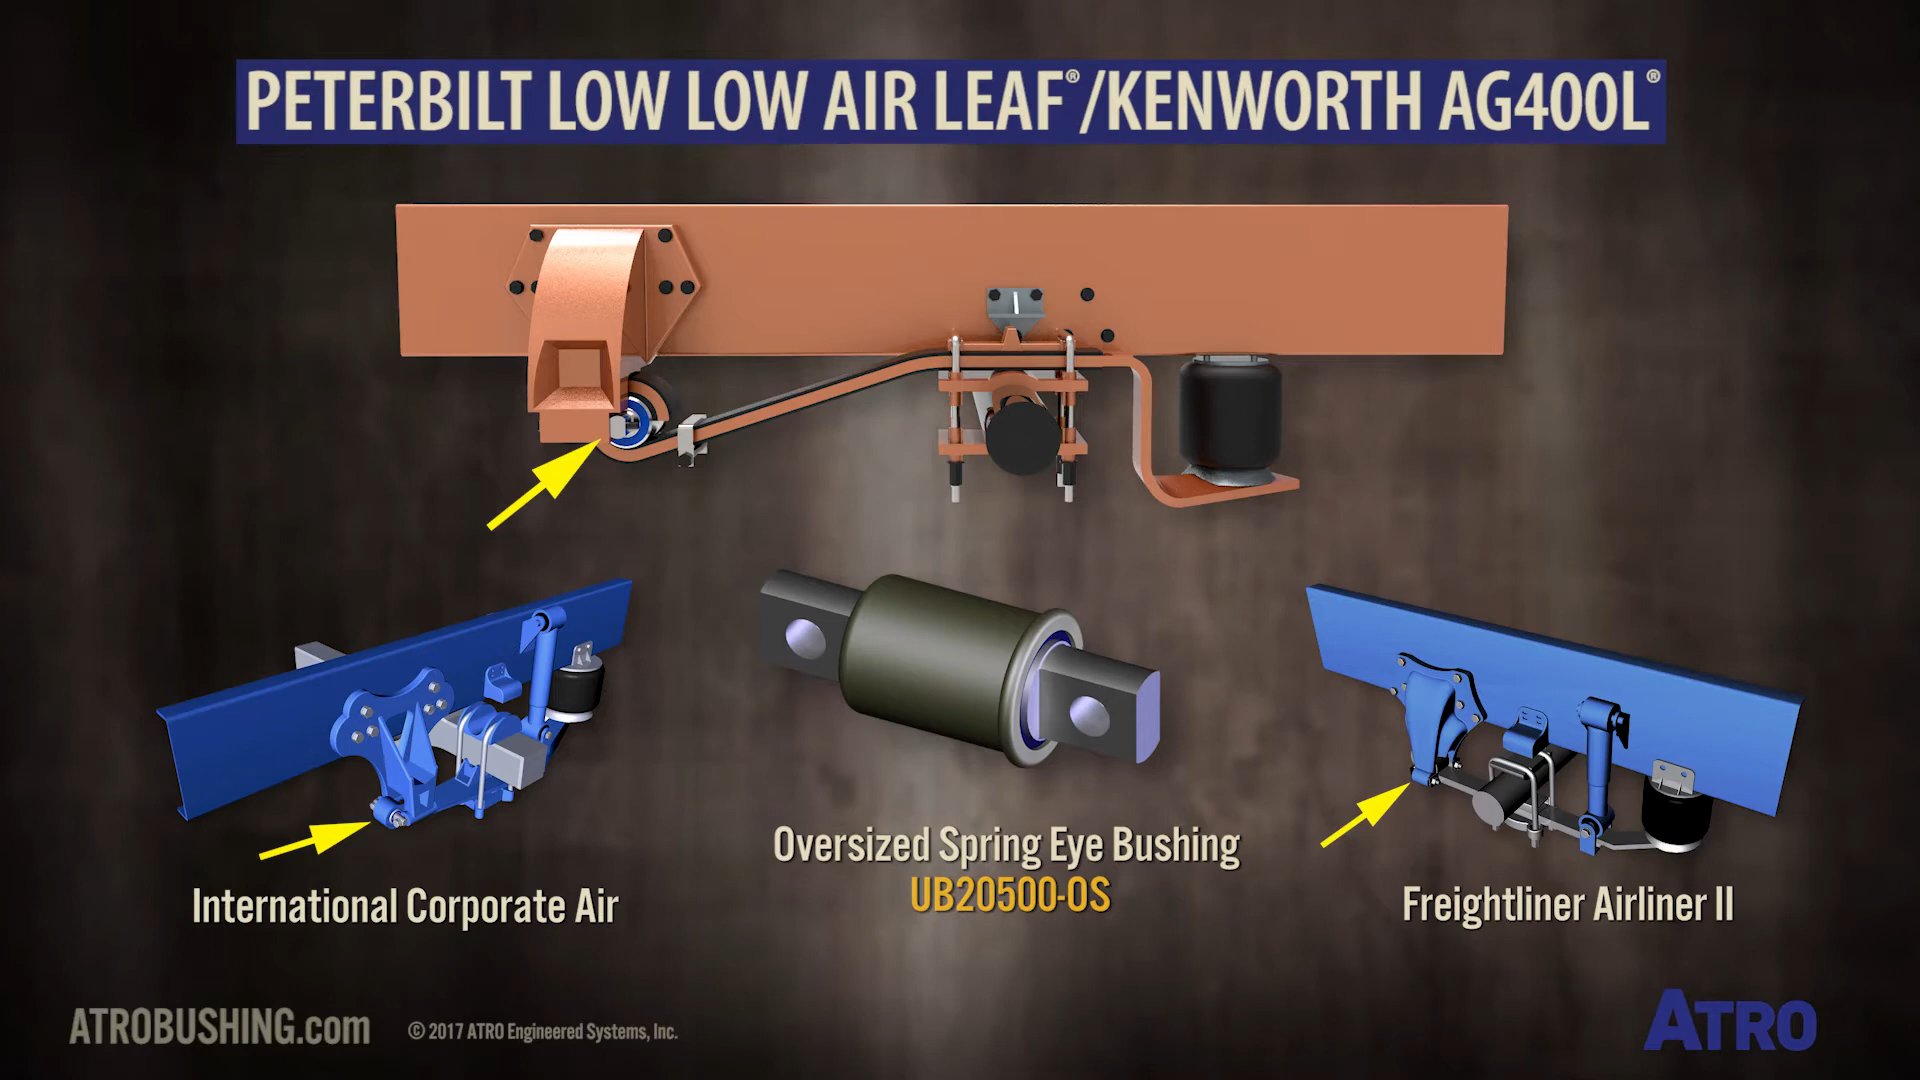 PETERBILT LOW LOW AIR LEAF®/KENWORTH AG400L®
Oversized Spring Eye Bushing
UB20500-OS
International Corporate Air
Freightliner Airliner II
ATROBUSHING.com
© 2017 ATRO Engineered Systems, Inc.
ATRO